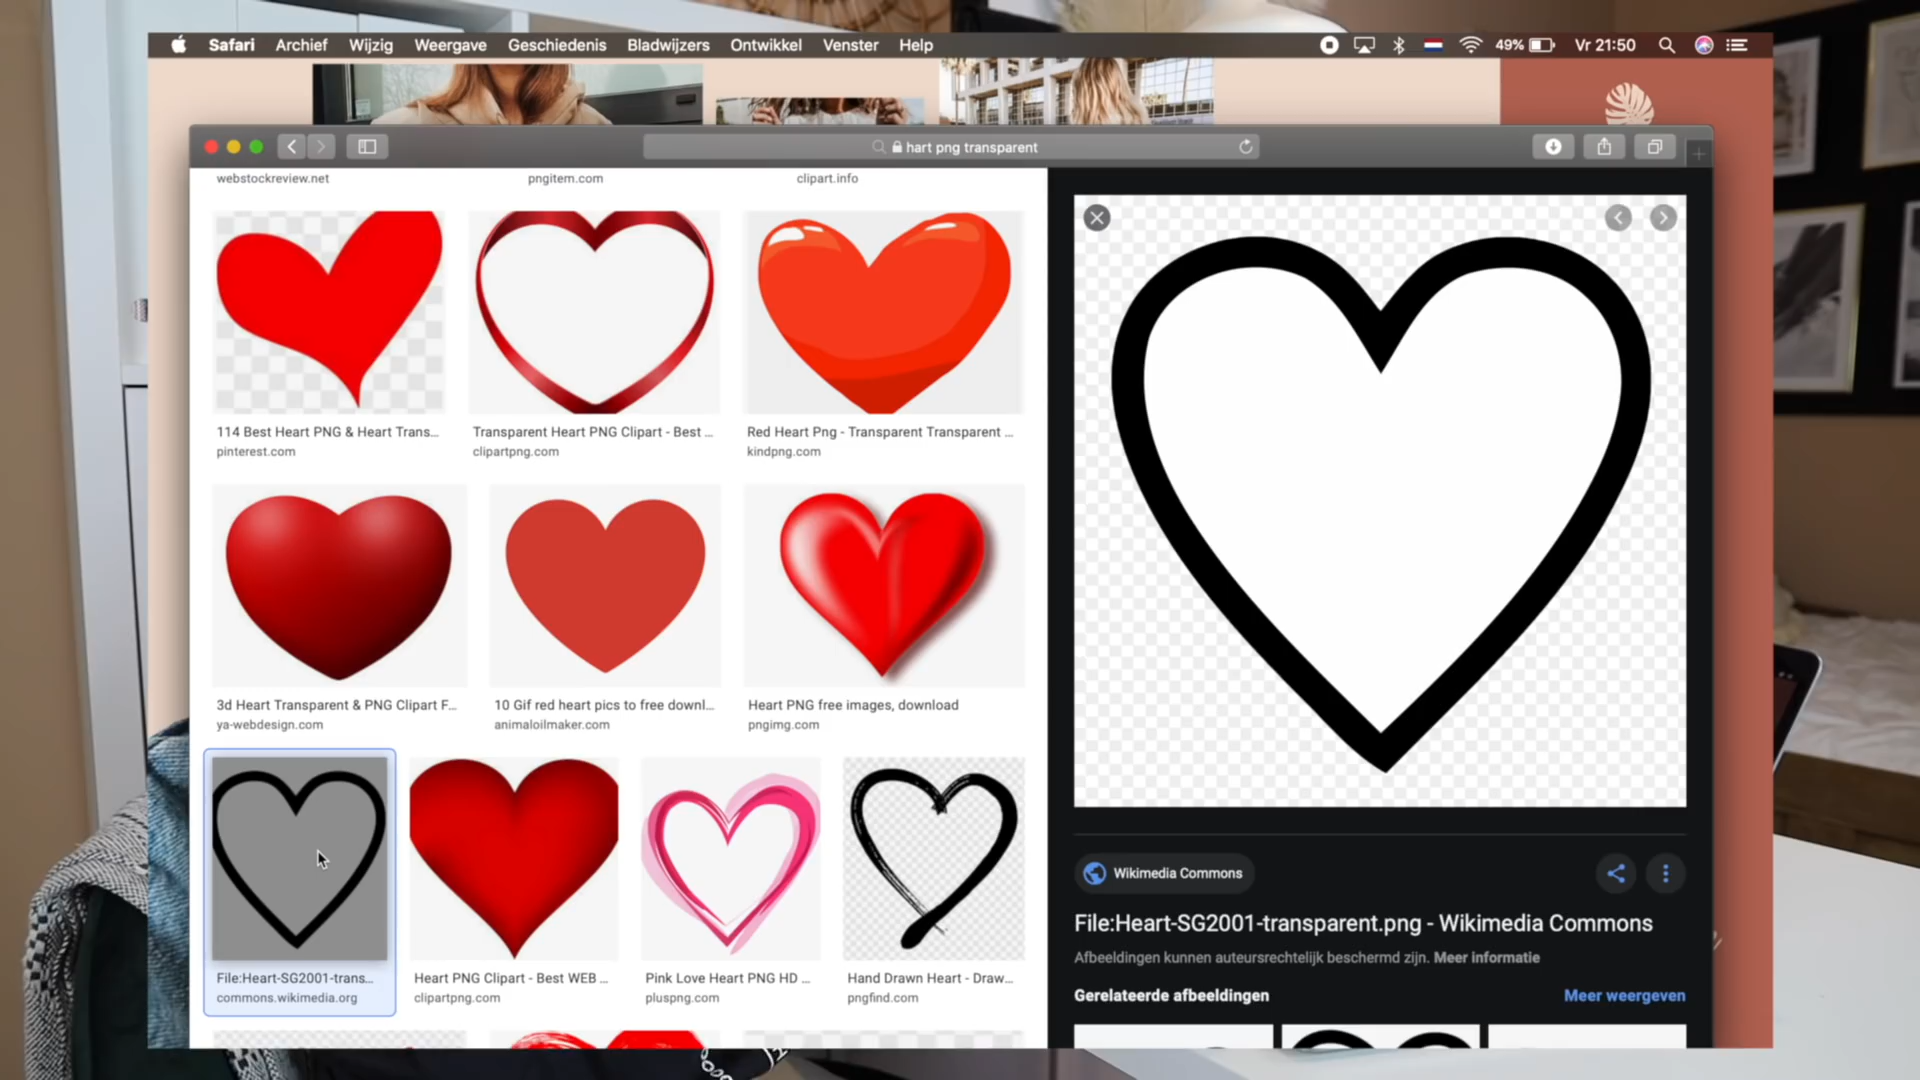 Safari Archief Wijzig Weergave Geschiedenis Bladwijzers Ontwikkel Venster Help 49% Vr 21:50
hart png transparent
webstockreview.net pngitem.com clipart.info
114 Best Heart PNG & Heart Trans... Transparent Heart PNG Clipart - Best ... Red Heart Png - Transparent Transparent ...
pinterest.com clipartpng.com kindpng.com
3d Heart Transparent & PNG Clipart F... 10 Gif red heart pics to free downl... Heart PNG free images, download
ya-webdesign.com animaloilmaker.com pngimg.com
File:Heart-SG2001-trans... Heart PNG Clipart - Best WEB ... Pink Love Heart PNG HD ... Hand Drawn Heart - Draw...
commons.wikimedia.org clipartpng.com pluspng.com pngfind.com
Wikimedia Commons
File:Heart-SG2001-transparent.png - Wikimedia Commons
Afbeeldingen kunnen auteursrechtelijk beschermd zijn. Meer informatie
Gerelateerde afbeeldingen Meer weergeven